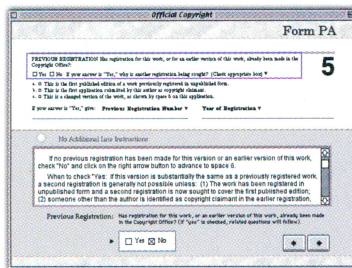 Official Copyright
Form PA
PREVIOUS REGISTRATION Has registration for this work, or for an earlier version of this work, already been made in the
Copyright Office?
5
☐ Yes ☐ No If your answer is "Yes," why is another registration being sought? (Check appropriate box) ▼
a. ☐ This is the first published edition of a work previously registered in unpublished form.
b. ☐ This is the first application submitted by this author as copyright claimant.
c. ☐ This is a changed version of the work, as shown by space 6 on this application.
If your answer is "Yes," give: Previous Registration Number ▼ Year of Registration ▼
No Additional Line Instructions
If no previous registration has been made for this version or an earlier version of this work,
check "No" and click on the right arrow button to advance to space 6.
When to check "Yes: If this version is substantially the same as a previously registered work,
a second registration is generally not possible unless: (1) The work has been registered in
unpublished form and a second registration is now sought to cover the first published edition;
(2) someone other than the author is identified as copyright claimant in the earlier registration,
Previous Registration: Has registration for this work, or an earlier version of this work, already been made
in the Copyright Office? (if "yes" is checked, related questions will follow).
☐ Yes ☒ No